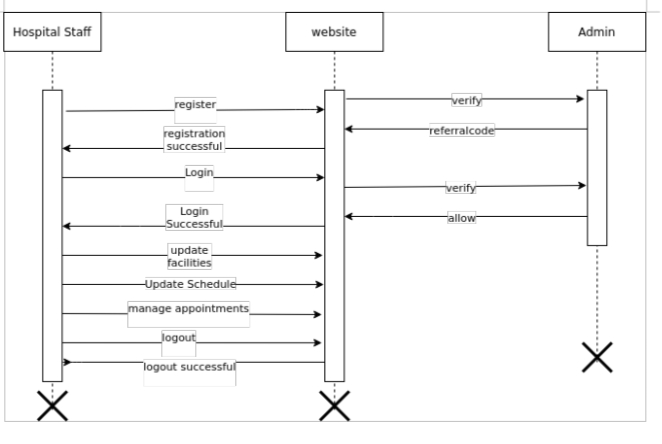 Hospital Staff
website
Admin
register
verify
registration
successful
referralcode
Login
verify
Login
Successful
allow
update
facilities
Update Schedule
manage appointments
logout
logout successful